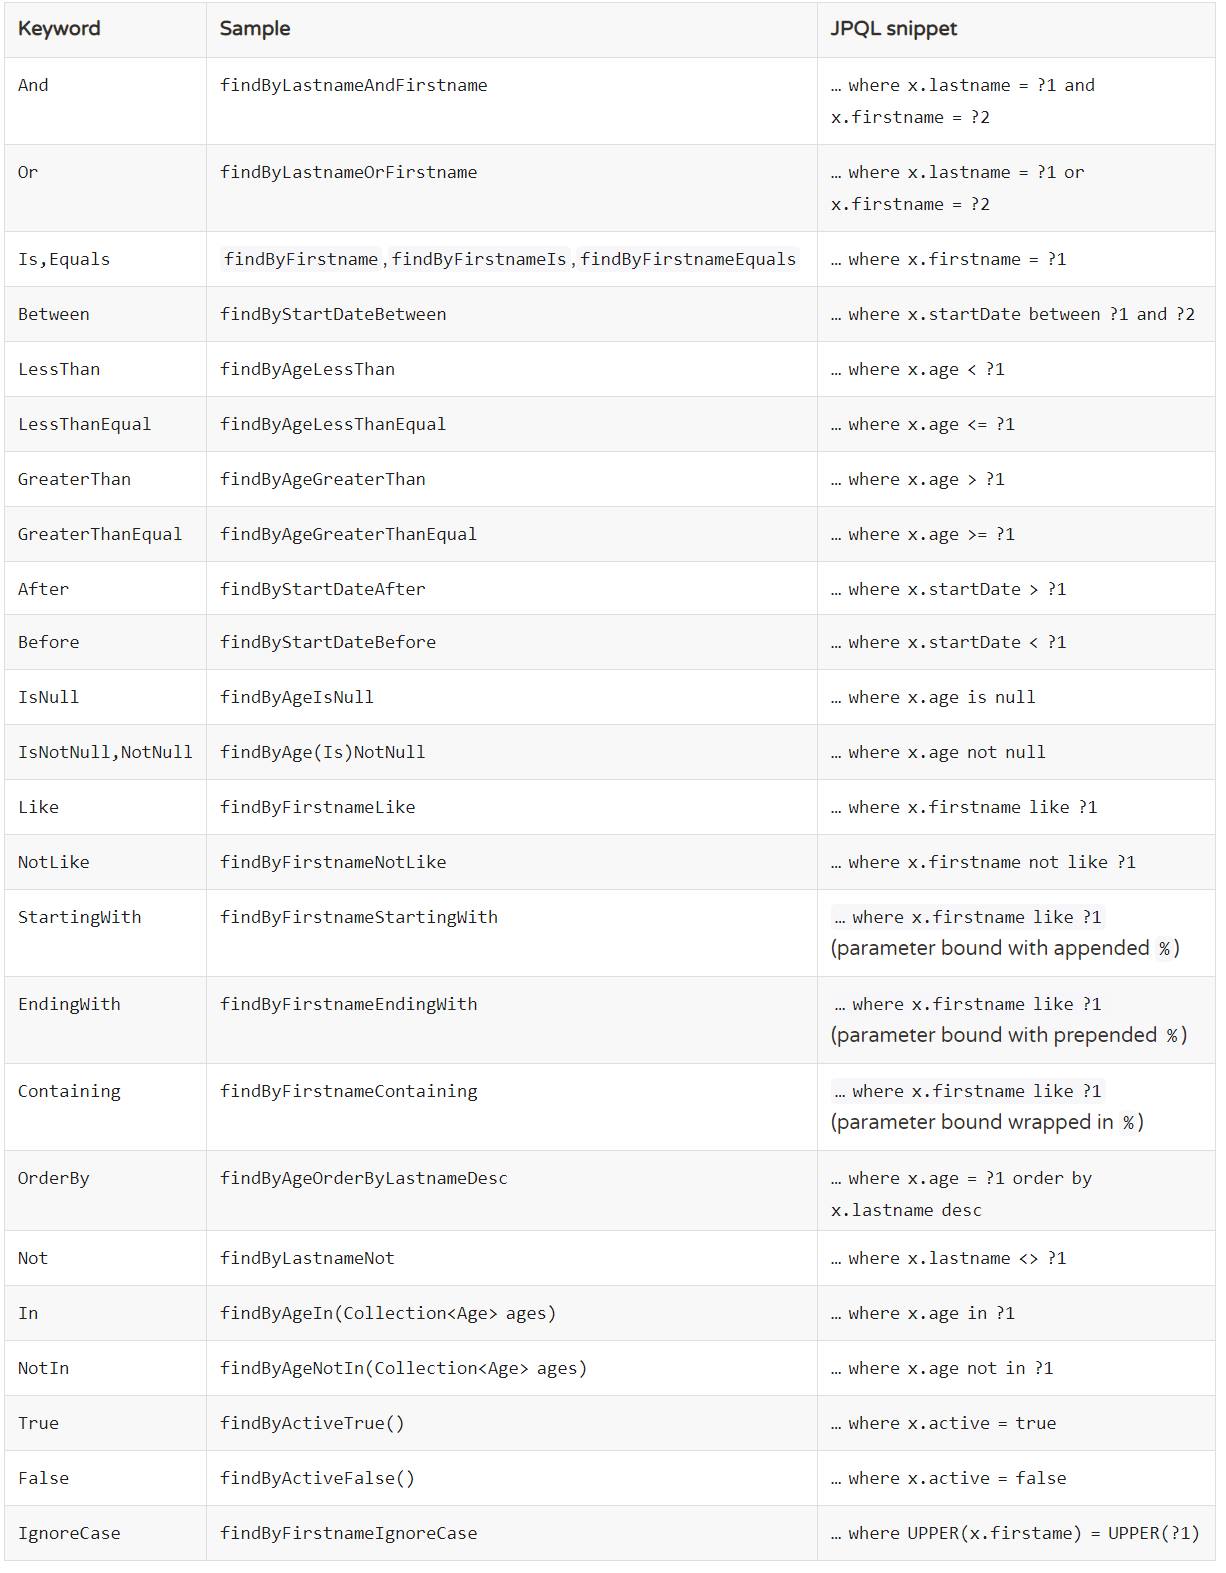 Keyword Sample JPQL snippet
And findByLastnameAndFirstname … where x.lastname = ?1 and
x.firstname = ?2
Or findByLastnameOrFirstname … where x.lastname = ?1 or
x.firstname = ?2
Is,Equals findByFirstname,findByFirstnameIs,findByFirstnameEquals … where x.firstname = ?1
Between findByStartDateBetween … where x.startDate between ?1 and ?2
LessThan findByAgeLessThan … where x.age < ?1
LessThanEqual findByAgeLessThanEqual … where x.age <= ?1
GreaterThan findByAgeGreaterThan … where x.age > ?1
GreaterThanEqual findByAgeGreaterThanEqual … where x.age >= ?1
After findByStartDateAfter … where x.startDate > ?1
Before findByStartDateBefore … where x.startDate < ?1
IsNull findByAgeIsNull … where x.age is null
IsNotNull,NotNull findByAge(Is)NotNull … where x.age not null
Like findByFirstnameLike … where x.firstname like ?1
NotLike findByFirstnameNotLike … where x.firstname not like ?1
StartingWith findByFirstnameStartingWith … where x.firstname like ?1
(parameter bound with appended %)
EndingWith findByFirstnameEndingWith … where x.firstname like ?1
(parameter bound with prepended %)
Containing findByFirstnameContaining … where x.firstname like ?1
(parameter bound wrapped in %)
OrderBy findByAgeOrderByLastnameDesc … where x.age = ?1 order by
x.lastname desc
Not findByLastnameNot … where x.lastname <> ?1
In findByAgeIn(Collection<Age> ages) … where x.age in ?1
NotIn findByAgeNotIn(Collection<Age> ages) … where x.age not in ?1
True findByActiveTrue() … where x.active = true
False findByActiveFalse() … where x.active = false
IgnoreCase findByFirstnameIgnoreCase … where UPPER(x.firstame) = UPPER(?1)